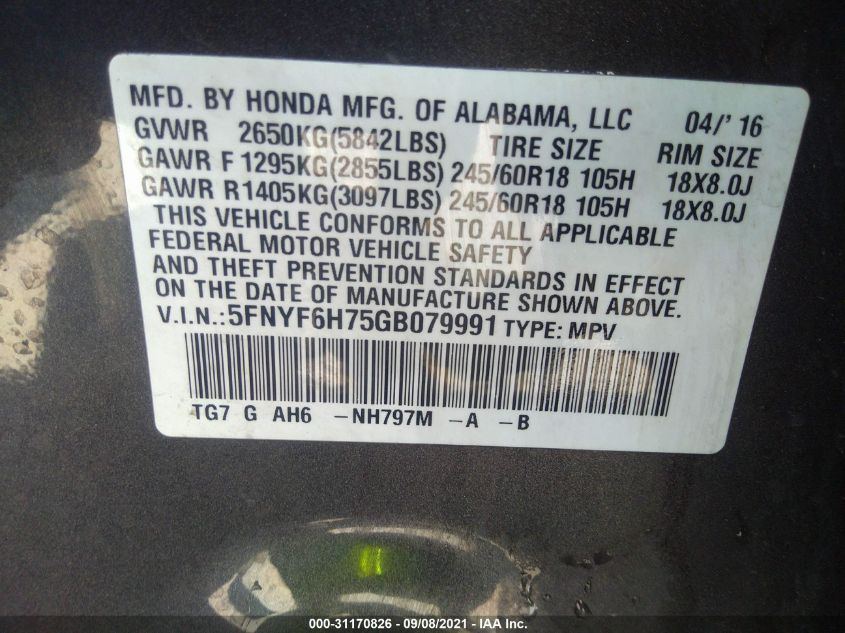 MFD. BY HONDA MFG. OF ALABAMA, LLC 04/' 16
GVWR 2650KG(5842LBS) TIRE SIZE RIM SIZE
GAWR F 1295KG(2855LBS) 245/60R18 105H 18X8.0J
GAWR R1405KG(3097LBS) 245/60R18 105H 18X8.0J
THIS VEHICLE CONFORMS TO ALL APPLICABLE
FEDERAL MOTOR VEHICLE SAFETY
AND THEFT PREVENTION STANDARDS IN EFFECT
ON THE DATE OF MANUFACTURE SHOWN ABOVE.
V.I.N.:5FNYF6H75GB079991 TYPE: MPV
TG7 G AH6 -NH797M -A -B
000-31170826 - 09/08/2021 - IAA Inc.